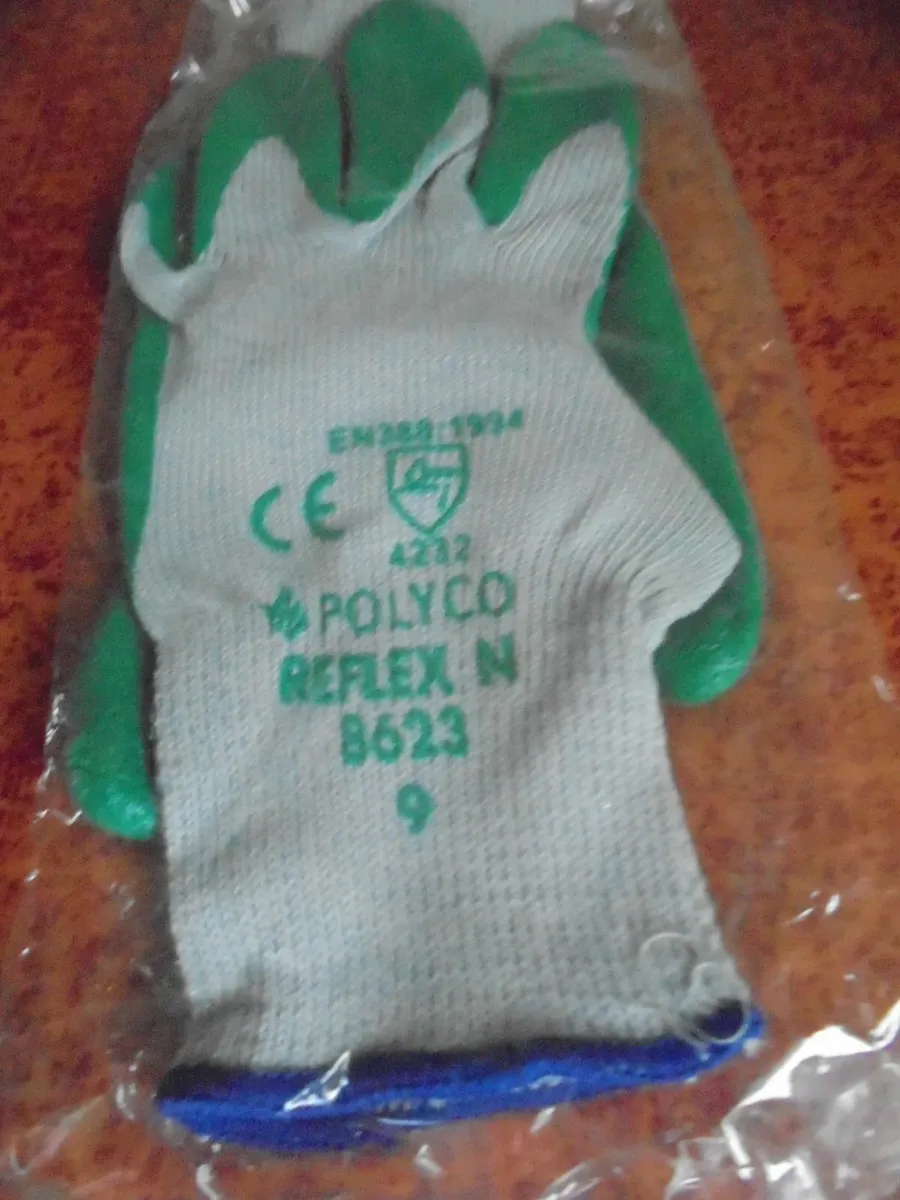 EN388:1994
CE
4232
POLYCO
REFLEX N
8623
9